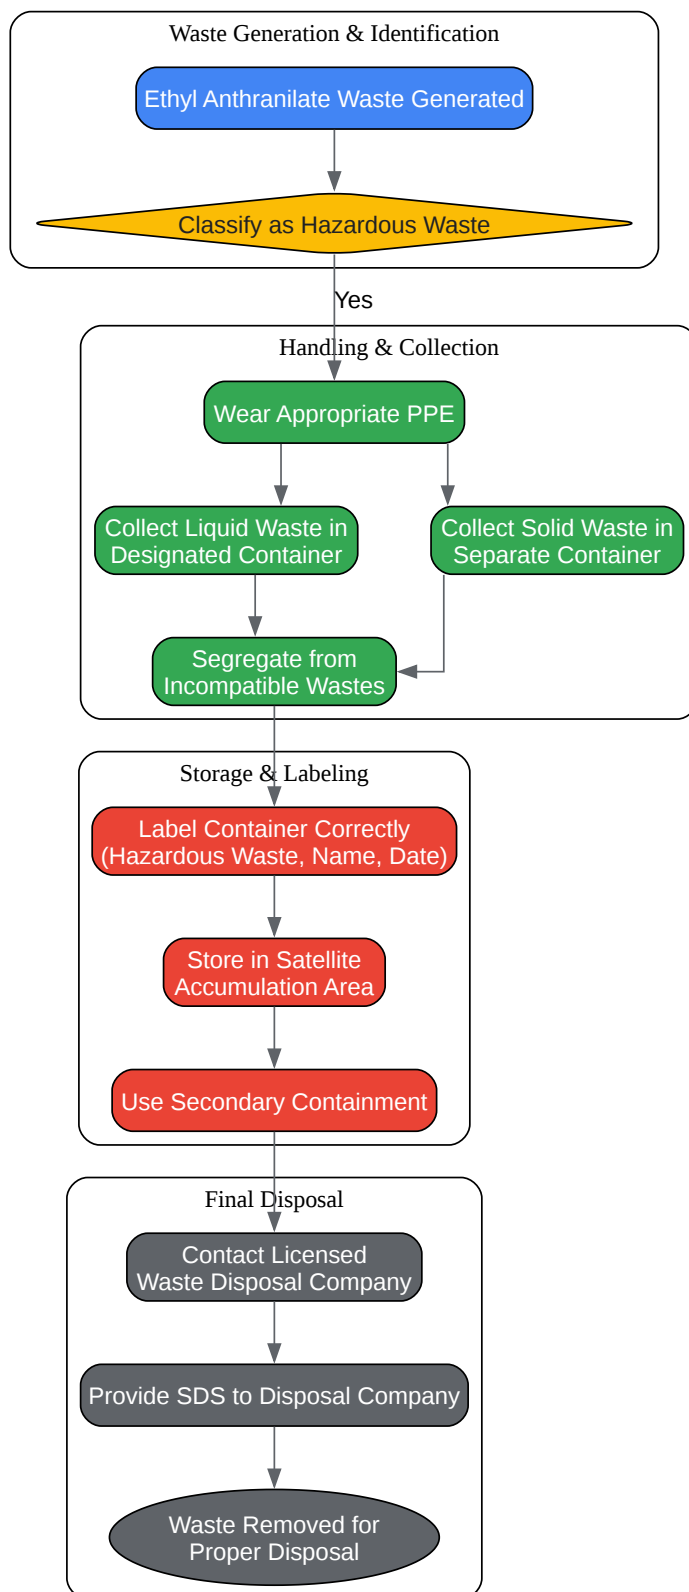 Waste Generation & Identification
Ethyl Anthranilate Waste Generated
Classify as Hazardous Waste
Yes
Handling & Collection
Wear Appropriate PPE
Collect Liquid Waste in
Designated Container
Collect Solid Waste in
Separate Container
Segregate from
Incompatible Wastes
Storage & Labeling
Label Container Correctly
(Hazardous Waste, Name, Date)
Store in Satellite
Accumulation Area
Use Secondary Containment
Final Disposal
Contact Licensed
Waste Disposal Company
Provide SDS to Disposal Company
Waste Removed for
Proper Disposal